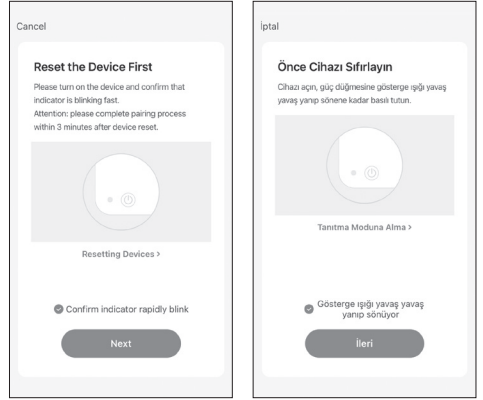 Cancel
Reset the Device First
Please turn on the device and confirm that
indicator is blinking fast.
Attention: please complete pairing process
within 3 minutes after device reset.
Resetting Devices >
Confirm indicator rapidly blink
Next
İptal
Önce Cihazı Sıfırlayın
Cihazı açın, güç düğmesine gösterge ışığı yavaş
yavaş yanıp sönene kadar basılı tutun.
Tanıtma Moduna Alma >
Gösterge ışığı yavaş yavaş
yanıp sönüyor
İleri